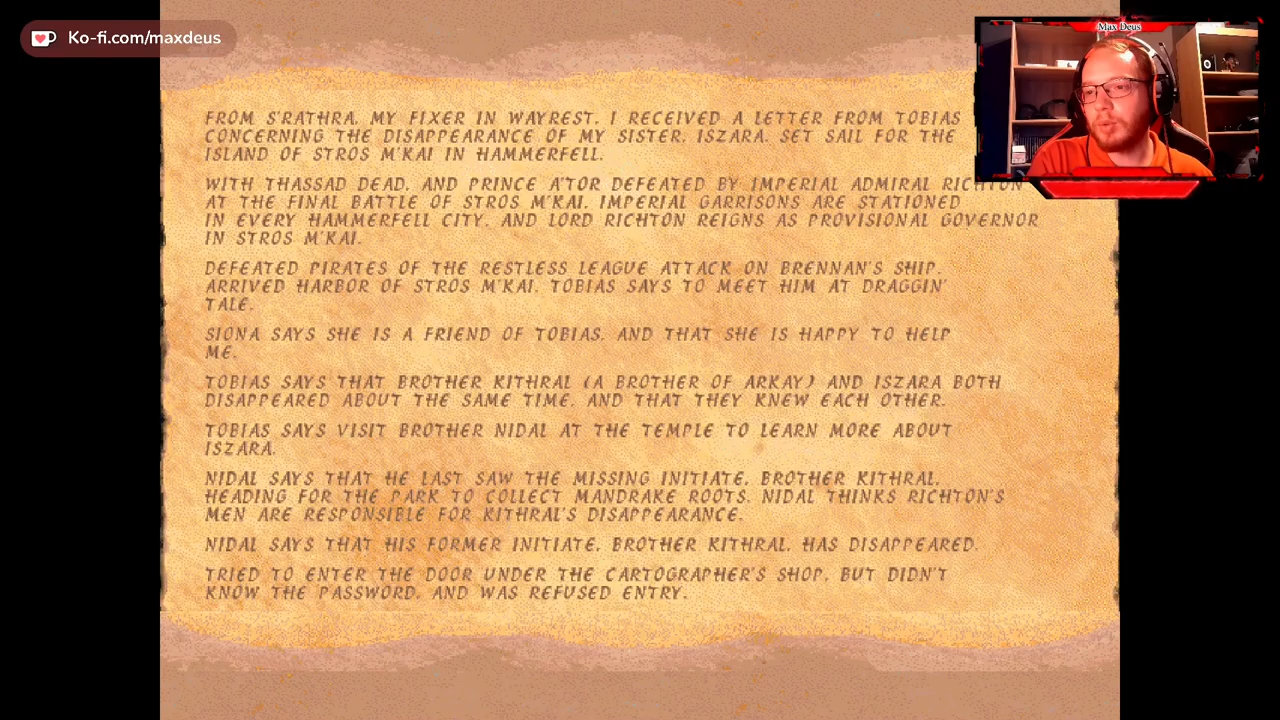 Ko-fi.com/maxdeus
Max Deus
FROM S'RATHRA, MY FIXER IN WAYREST, I RECEIVED A LETTER FROM TOBIAS
CONCERNING THE DISAPPEARANCE OF MY SISTER, ISZARA. SET SAIL FOR THE
ISLAND OF STROS M'KAI IN HAMMERFELL.
WITH THASSAD DEAD, AND PRINCE A'TOR DEFEATED BY IMPERIAL ADMIRAL RICHTON
AT THE FINAL BATTLE OF STROS M'KAI, IMPERIAL GARRISONS ARE STATIONED
IN EVERY HAMMERFELL CITY, AND LORD RICHTON REIGNS AS PROVISIONAL GOVERNOR
IN STROS M'KAI.
DEFEATED PIRATES OF THE RESTLESS LEAGUE ATTACK ON BRENNAN'S SHIP.
ARRIVED HARBOR OF STROS M'KAI. TOBIAS SAYS TO MEET HIM AT DRAGGIN'
TALE.
SIONA SAYS SHE IS A FRIEND OF TOBIAS, AND THAT SHE IS HAPPY TO HELP
ME.
TOBIAS SAYS THAT BROTHER KITHRAL (A BROTHER OF ARKAY) AND ISZARA BOTH
DISAPPEARED ABOUT THE SAME TIME, AND THAT THEY KNEW EACH OTHER.
TOBIAS SAYS VISIT BROTHER NIDAL AT THE TEMPLE TO LEARN MORE ABOUT
ISZARA.
NIDAL SAYS THAT HE LAST SAW THE MISSING INITIATE, BROTHER KITHRAL,
HEADING FOR THE PARK TO COLLECT MANDRAKE ROOTS. NIDAL THINKS RICHTON'S
MEN ARE RESPONSIBLE FOR KITHRAL'S DISAPPEARANCE.
NIDAL SAYS THAT HIS FORMER INITIATE, BROTHER KITHRAL, HAS DISAPPEARED.
TRIED TO ENTER THE DOOR UNDER THE CARTOGRAPHER'S SHOP, BUT DIDN'T
KNOW THE PASSWORD, AND WAS REFUSED ENTRY.